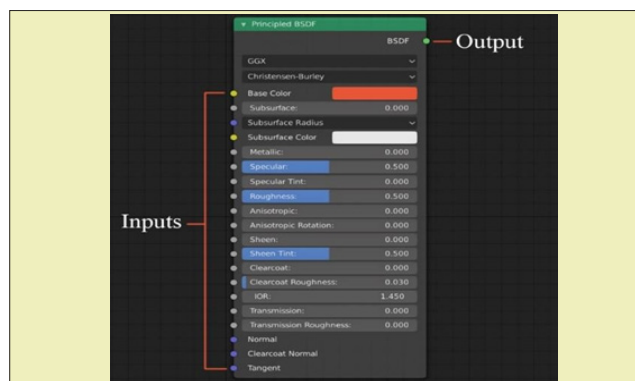 Principled BSDF
BSDF
Output
GGX
Christensen-Burley
Base Color
Subsurface: 0.000
Subsurface Radius
Subsurface Color
Metallic: 0.000
Specular: 0.500
Specular Tint: 0.000
Roughness: 0.500
Anisotropic: 0.000
Inputs
Anisotropic Rotation: 0.000
Sheen: 0.000
Sheen Tint: 0.500
Clearcoat: 0.000
Clearcoat Roughness: 0.030
IOR: 1.450
Transmission: 0.000
Transmission Roughness: 0.000
Normal
Clearcoat Normal
Tangent